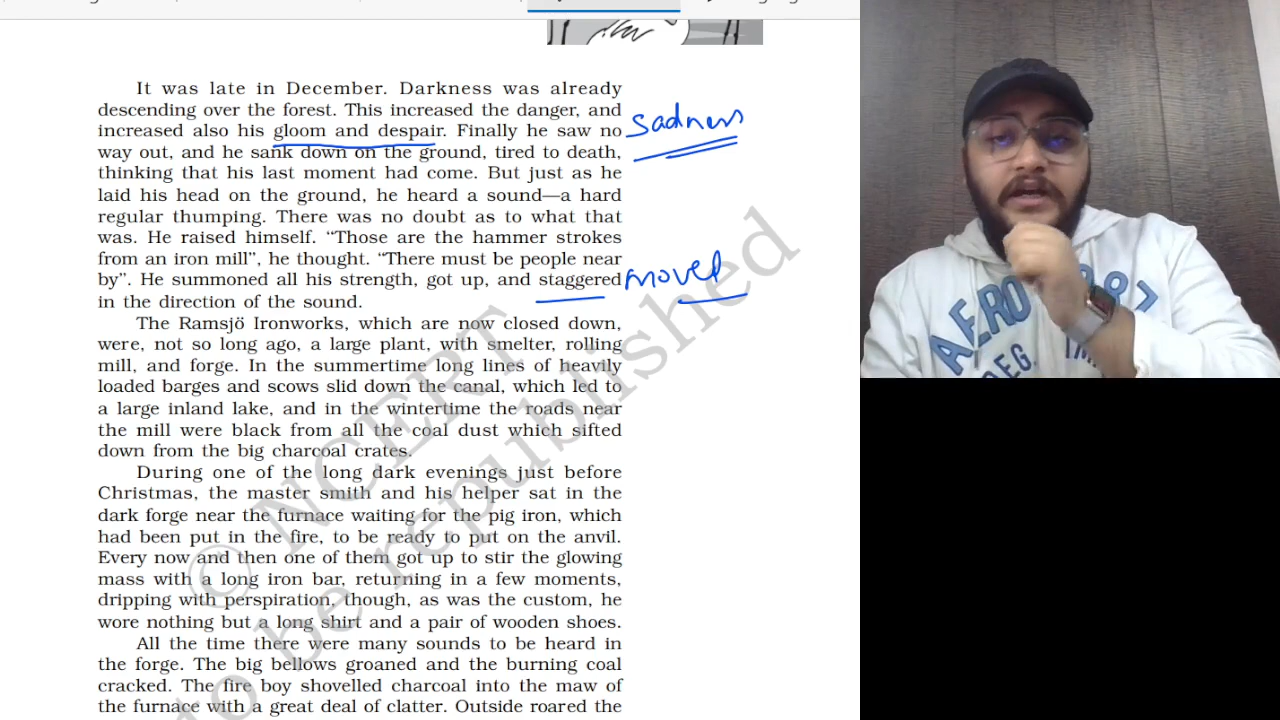 It was late in December. Darkness was already
descending over the forest. This increased the danger, and
increased also his gloom and despair. Finally he saw no
sadness
way out, and he sank down on the ground, tired to death,
thinking that his last moment had come. But just as he
laid his head on the ground, he heard a sound—a hard
regular thumping. There was no doubt as to what that
was. He raised himself. “Those are the hammer strokes
from an iron mill”, he thought. “There must be people near
by”. He summoned all his strength, got up, and staggered
moved
in the direction of the sound.
The Ramsjö Ironworks, which are now closed down,
were, not so long ago, a large plant, with smelter, rolling
mill, and forge. In the summertime long lines of heavily
loaded barges and scows slid down the canal, which led to
a large inland lake, and in the wintertime the roads near
the mill were black from all the coal dust which sifted
down from the big charcoal crates.
During one of the long dark evenings just before
Christmas, the master smith and his helper sat in the
dark forge near the furnace waiting for the pig iron, which
had been put in the fire, to be ready to put on the anvil.
Every now and then one of them got up to stir the glowing
mass with a long iron bar, returning in a few moments,
dripping with perspiration, though, as was the custom, he
wore nothing but a long shirt and a pair of wooden shoes.
All the time there were many sounds to be heard in
the forge. The big bellows groaned and the burning coal
cracked. The fire boy shovelled charcoal into the maw of
the furnace with a great deal of clatter. Outside roared the
© NCERT
to be republished
AERO
87